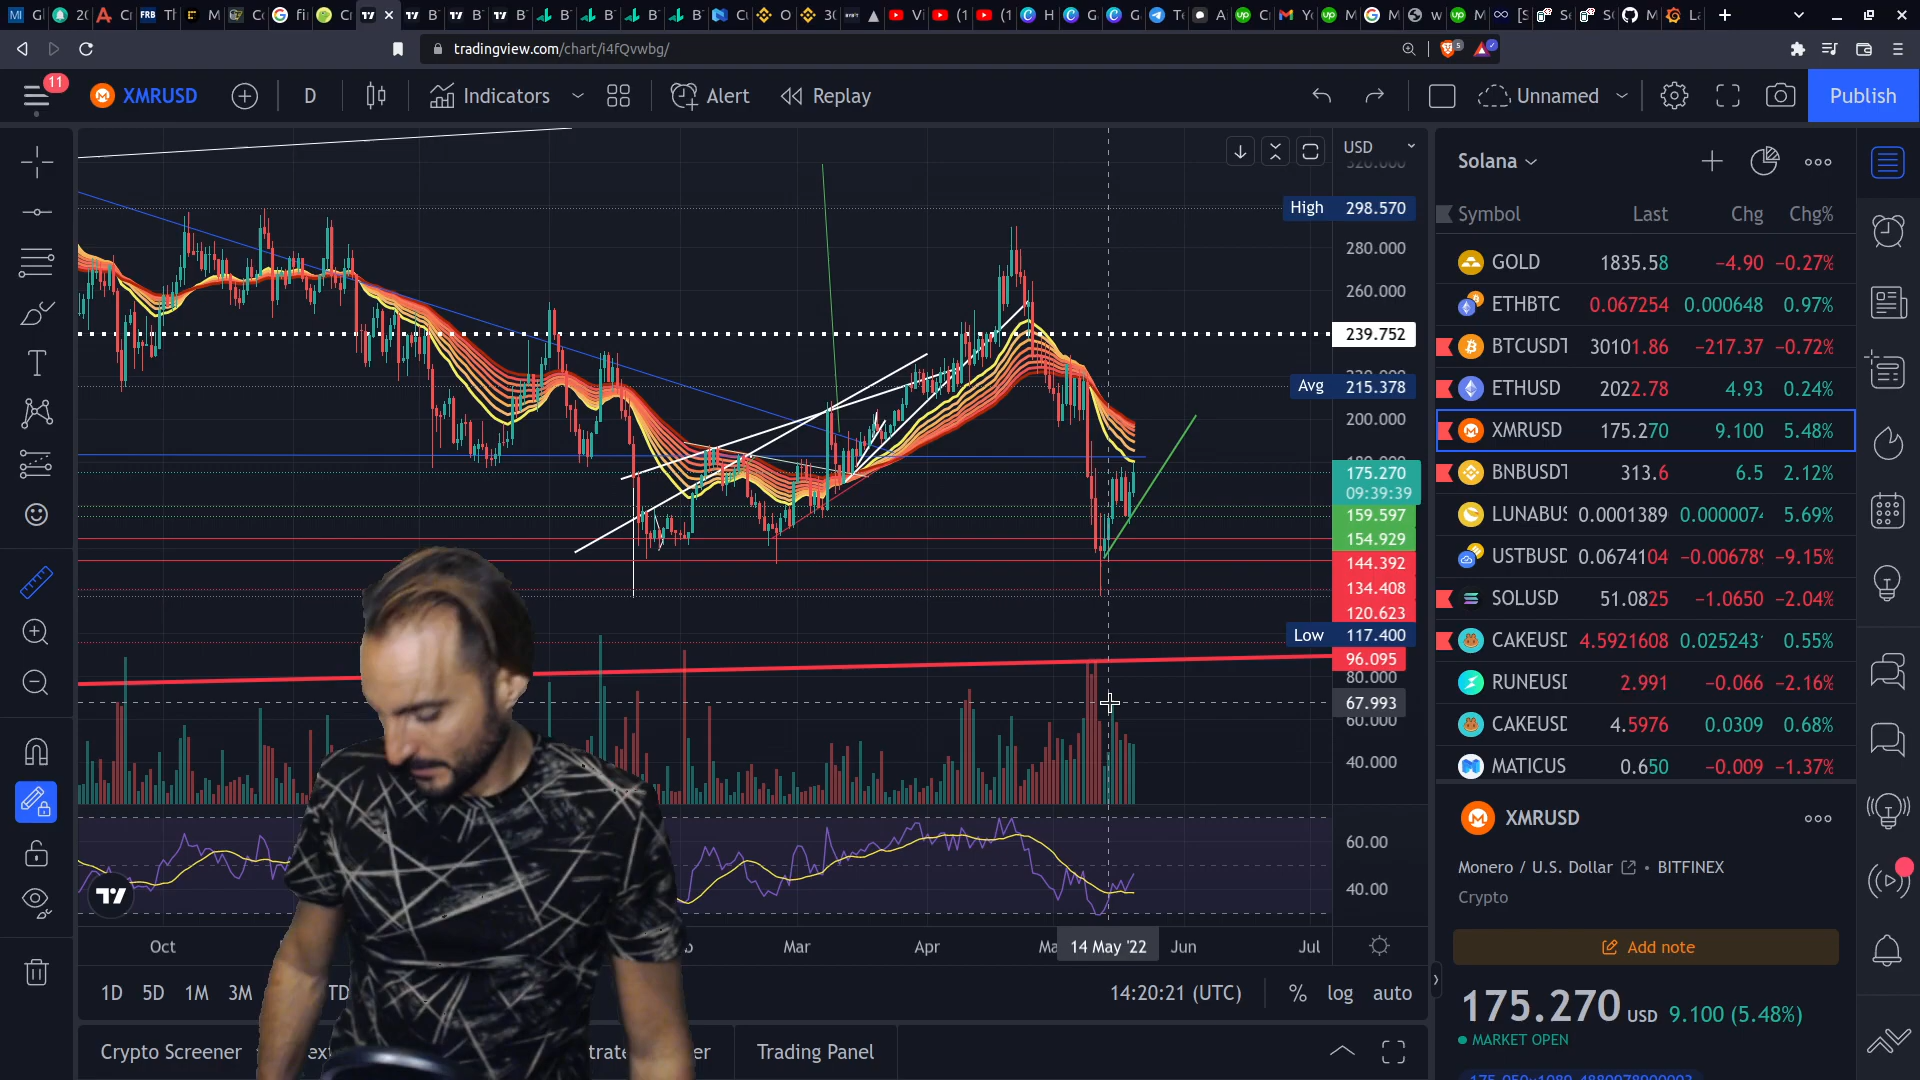 tradingview.com/chart/i4fQvwbg/
11
XMRUSD
D
Indicators
Alert
Replay
Unnamed
Publish
USD
High 298.570
280.000
260.000
239.752
Avg 215.378
200.000
175.270
09:39:39
159.597
154.929
144.392
134.408
120.623
Low 117.400
96.095
80.000
67.993
60.000
40.000
60.00
40.00
Oct
Mar
Apr
14 May '22
Jun
Jul
1D 5D 1M 3M
14:20:21 (UTC)
% log auto
Crypto Screener
Trading Panel
Solana
Symbol Last Chg Chg%
GOLD 1835.58 −4.90 −0.27%
ETHBTC 0.067254 0.000648 0.97%
BTCUSDT 30101.86 −217.37 −0.72%
ETHUSD 2022.78 4.93 0.24%
XMRUSD 175.270 9.100 5.48%
BNBUSDT 313.6 6.5 2.12%
LUNABUS 0.0001389 0.0000074 5.69%
USTBUSD 0.0674104 −0.006789 −9.15%
SOLUSD 51.0825 −1.0650 −2.04%
CAKEUSD 4.5921608 0.0252431 0.55%
RUNEUSD 2.991 −0.066 −2.16%
CAKEUSD 4.5976 0.0309 0.68%
MATICUS 0.650 −0.009 −1.37%
XMRUSD
Monero / U.S. Dollar • BITFINEX
Crypto
Add note
175.270 USD 9.100 (5.48%)
MARKET OPEN